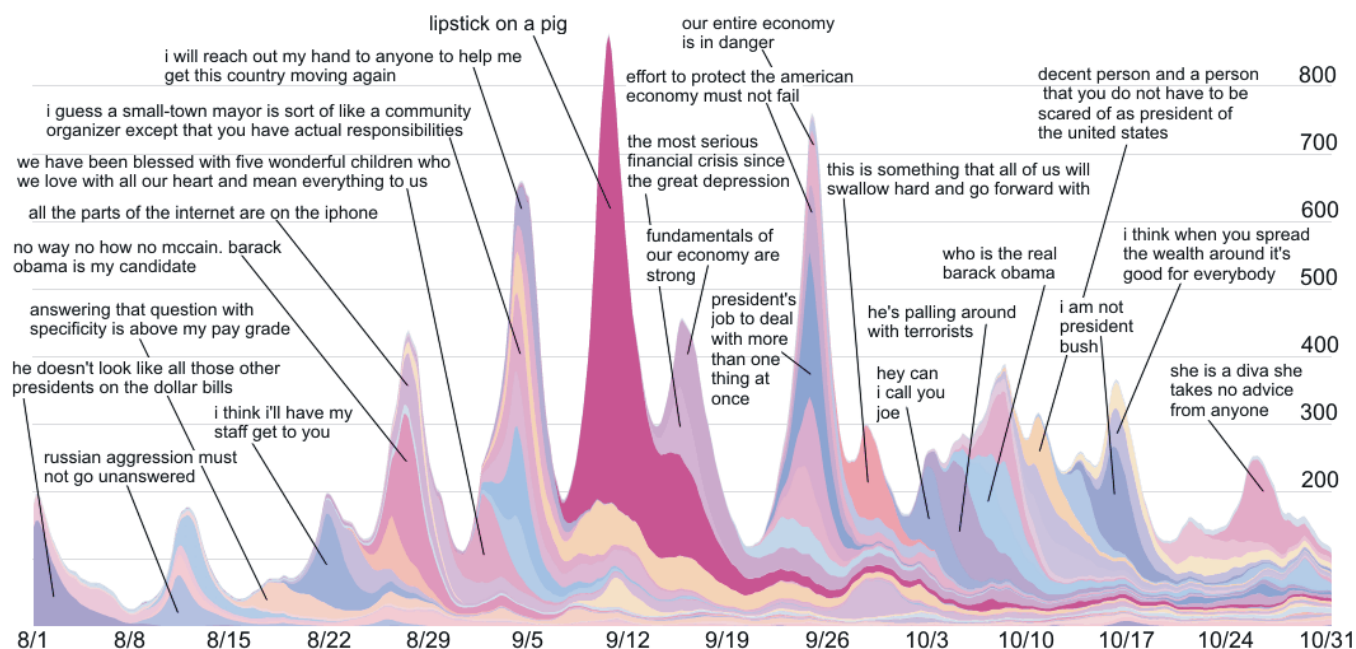 lipstick on a pig
our entire economy
is in danger
i will reach out my hand to anyone to help me
get this country moving again
effort to protect the american
economy must not fail
decent person and a person
that you do not have to be
scared of as president of
the united states
800
i guess a small-town mayor is sort of like a community
organizer except that you have actual responsibilities
the most serious
financial crisis since
the great depression
700
we have been blessed with five wonderful children who
we love with all our heart and mean everything to us
this is something that all of us will
swallow hard and go forward with
all the parts of the internet are on the iphone
600
no way no how no mccain. barack
obama is my candidate
fundamentals of
our economy are
strong
who is the real
barack obama
i think when you spread
the wealth around it's
good for everybody
500
answering that question with
specificity is above my pay grade
president's
job to deal
with more
than one
thing at
once
he's palling around
with terrorists
i am not
president
bush
400
he doesn't look like all those other
presidents on the dollar bills
hey can
i call you
joe
she is a diva she
takes no advice
from anyone
i think i'll have my
staff get to you
300
russian aggression must
not go unanswered
200
8/1 8/8 8/15 8/22 8/29 9/5 9/12 9/19 9/26 10/3 10/10 10/17 10/24 10/31